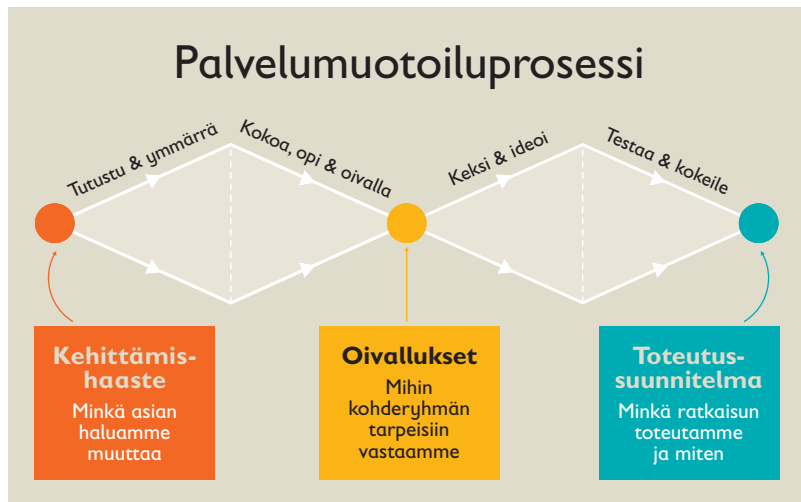 Palvelumuotoiluprosessi
Tutustu & ymmärrä
Kokoa, opi & oivalla
Keksi & ideoi
Testaa & kokeile
Kehittämis-
haaste
Minkä asian
haluamme
muuttaa
Oivallukset
Mihin
kohderyhmän
tarpeisiin
vastaamme
Toteutus-
suunnitelma
Minkä ratkaisun
toteutamme
ja miten